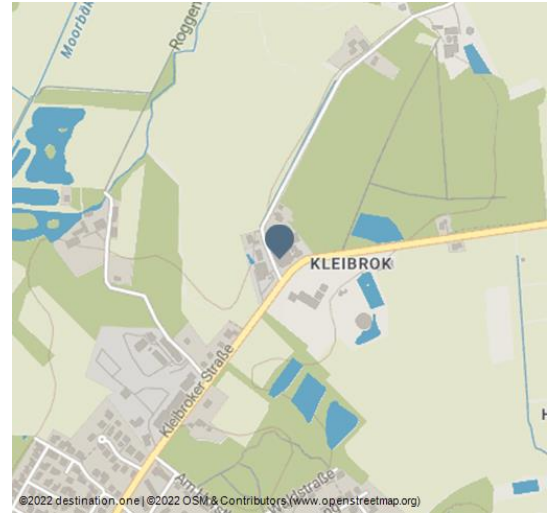 Moorbäk
Roggen
KLEIBROK
Kleibroker Straße
H
©2022 destination.one | ©2022 OSM & Contributors (www.openstreetmap.org)